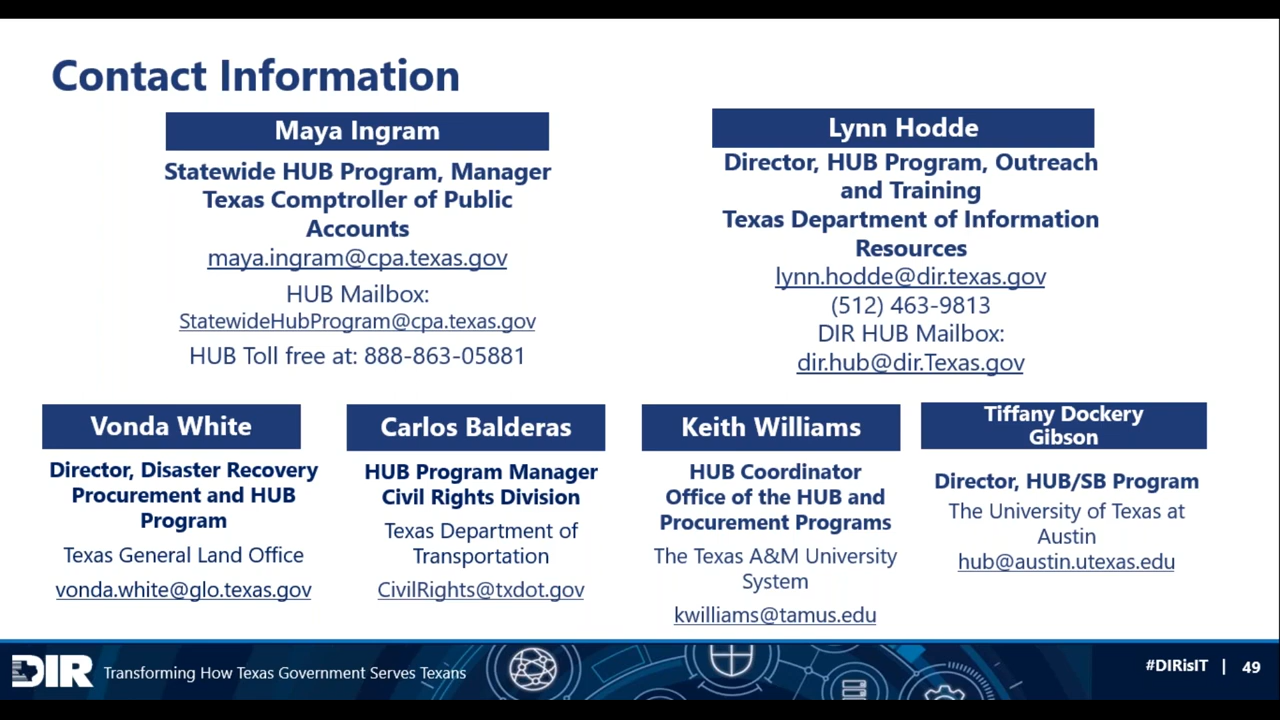 Contact Information
Maya Ingram
Statewide HUB Program, Manager
Texas Comptroller of Public
Accounts
maya.ingram@cpa.texas.gov
HUB Mailbox:
StatewideHubProgram@cpa.texas.gov
HUB Toll free at: 888-863-05881
Lynn Hodde
Director, HUB Program, Outreach
and Training
Texas Department of Information
Resources
lynn.hodde@dir.texas.gov
(512) 463-9813
DIR HUB Mailbox:
dir.hub@dir.Texas.gov
Vonda White
Director, Disaster Recovery
Procurement and HUB
Program
Texas General Land Office
vonda.white@glo.texas.gov
Carlos Balderas
HUB Program Manager
Civil Rights Division
Texas Department of
Transportation
CivilRights@txdot.gov
Keith Williams
HUB Coordinator
Office of the HUB and
Procurement Programs
The Texas A&M University
System
kwilliams@tamus.edu
Tiffany Dockery
Gibson
Director, HUB/SB Program
The University of Texas at
Austin
hub@austin.utexas.edu
DIR Transforming How Texas Government Serves Texans
#DIRisIT | 49